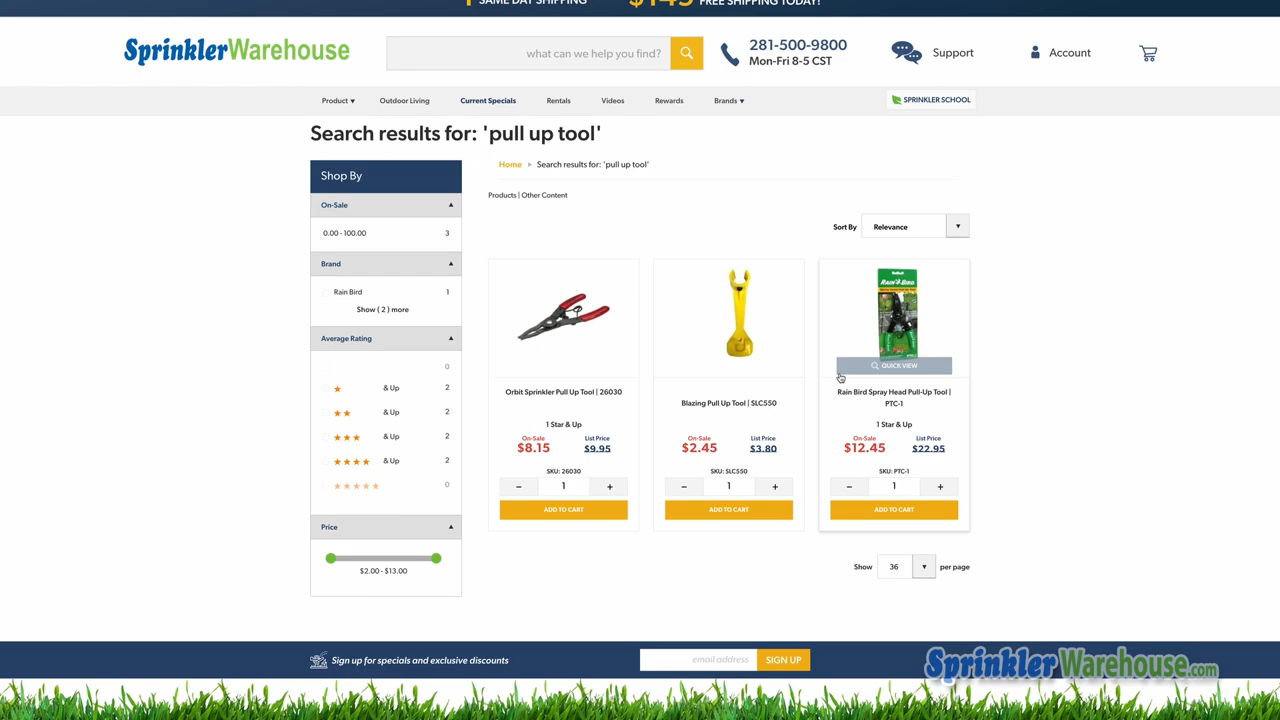 SAME DAY SHIPPING
$145 FREE SHIPPING TODAY!
SprinklerWarehouse
what can we help you find?
281-500-9800
Mon-Fri 8-5 CST
Support
Account
Product ▼
Outdoor Living
Current Specials
Rentals
Videos
Rewards
Brands ▼
SPRINKLER SCHOOL
Search results for: 'pull up tool'
Shop By
On-Sale
0.00 - 100.00 3
Brand
Rain Bird 1
Show ( 2 ) more
Average Rating
0
& Up 2
& Up 2
& Up 2
& Up 2
0
Price
$2.00 - $13.00
Home Search results for: 'pull up tool'
Products | Other Content
Sort By Relevance
Orbit Sprinkler Pull Up Tool | 26030
1 Star & Up
On-Sale List Price
$8.15 $9.95
SKU: 26030
− 1 +
ADD TO CART
Blazing Pull Up Tool | SLC550
On-Sale List Price
$2.45 $3.80
SKU: SLC550
− 1 +
ADD TO CART
RAIN BIRD
QUICK VIEW
Rain Bird Spray Head Pull-Up Tool |
PTC-1
1 Star & Up
On-Sale List Price
$12.45 $22.95
SKU: PTC-1
− 1 +
ADD TO CART
Show 36 per page
Sign up for specials and exclusive discounts
email address
SIGN UP
SprinklerWarehouse.com